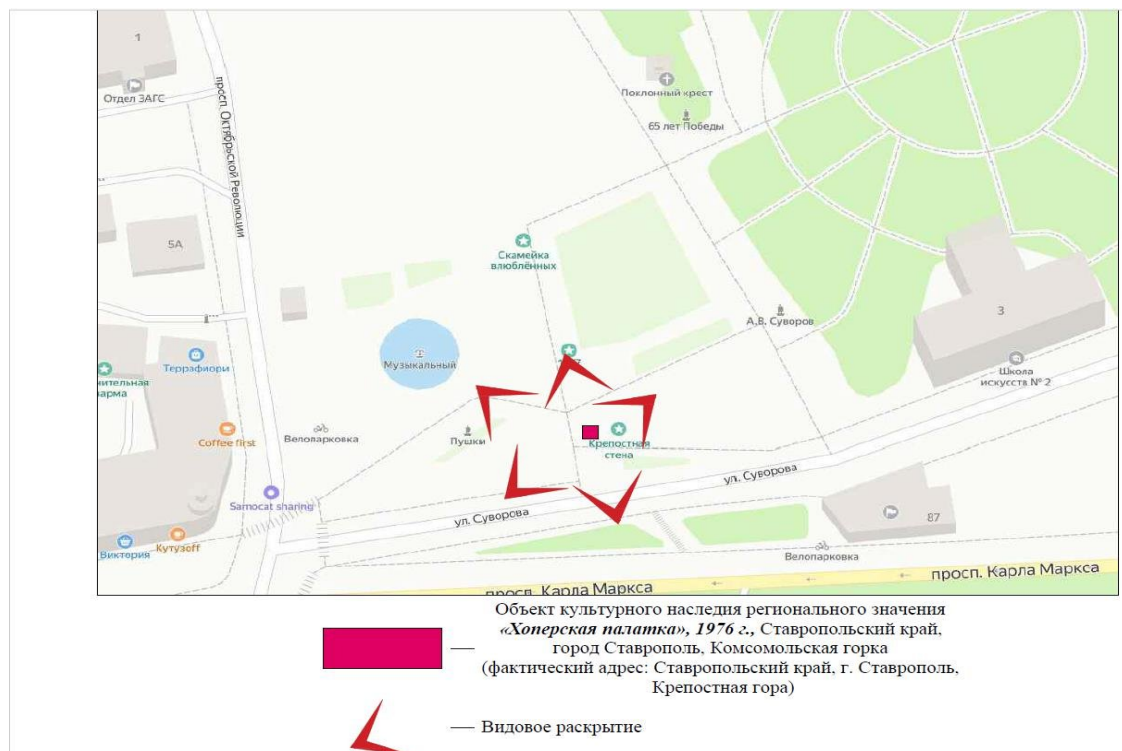 1
Отдел ЗАГС
просп. Октябрьской Революции
Поклонный крест
65 лет Победы
5А
Скамейка
влюблённых
А.В. Суворов
3
Террафиори
Музыкальный
Школа
искусств № 2
Coffee first
Велопарковка
Пушки
Крепостная
стена
ул. Суворова
Samocat sharing
ул. Суворова
87
Виктория
Кутузоff
Велопарковка
просп. Карла Маркса
просп. Карла Маркса
Объект культурного наследия регионального значения
«Хоперская палатка», 1976 г., Ставропольский край,
город Ставрополь, Комсомольская горка
(фактический адрес: Ставропольский край, г. Ставрополь,
Крепостная гора)
— Видовое раскрытие